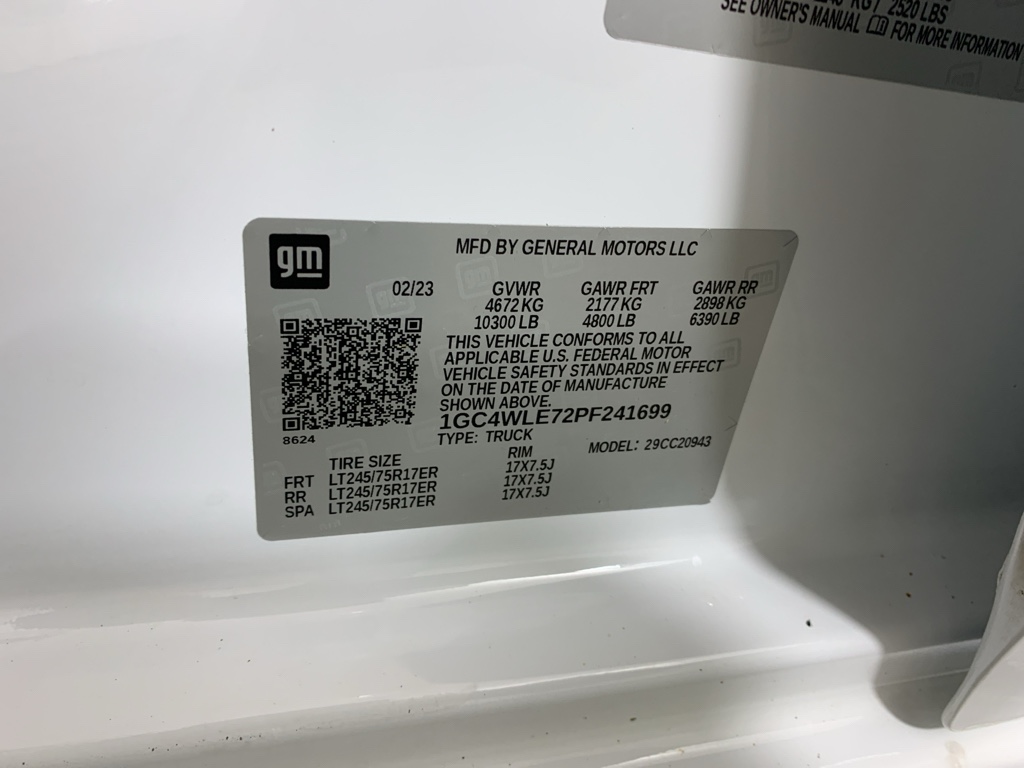 KG / 2520 LBS
SEE OWNER'S MANUAL FOR MORE INFORMATION
gm
MFD BY GENERAL MOTORS LLC
02/23 GVWR GAWR FRT GAWR RR
4672 KG 2177 KG 2898 KG
10300 LB 4800 LB 6390 LB
THIS VEHICLE CONFORMS TO ALL
APPLICABLE U.S. FEDERAL MOTOR
VEHICLE SAFETY STANDARDS IN EFFECT
ON THE DATE OF MANUFACTURE
SHOWN ABOVE.
1GC4WLE72PF241699
8624
TYPE: TRUCK MODEL: 29CC20943
TIRE SIZE RIM
FRT LT245/75R17ER 17X7.5J
RR LT245/75R17ER 17X7.5J
SPA LT245/75R17ER 17X7.5J